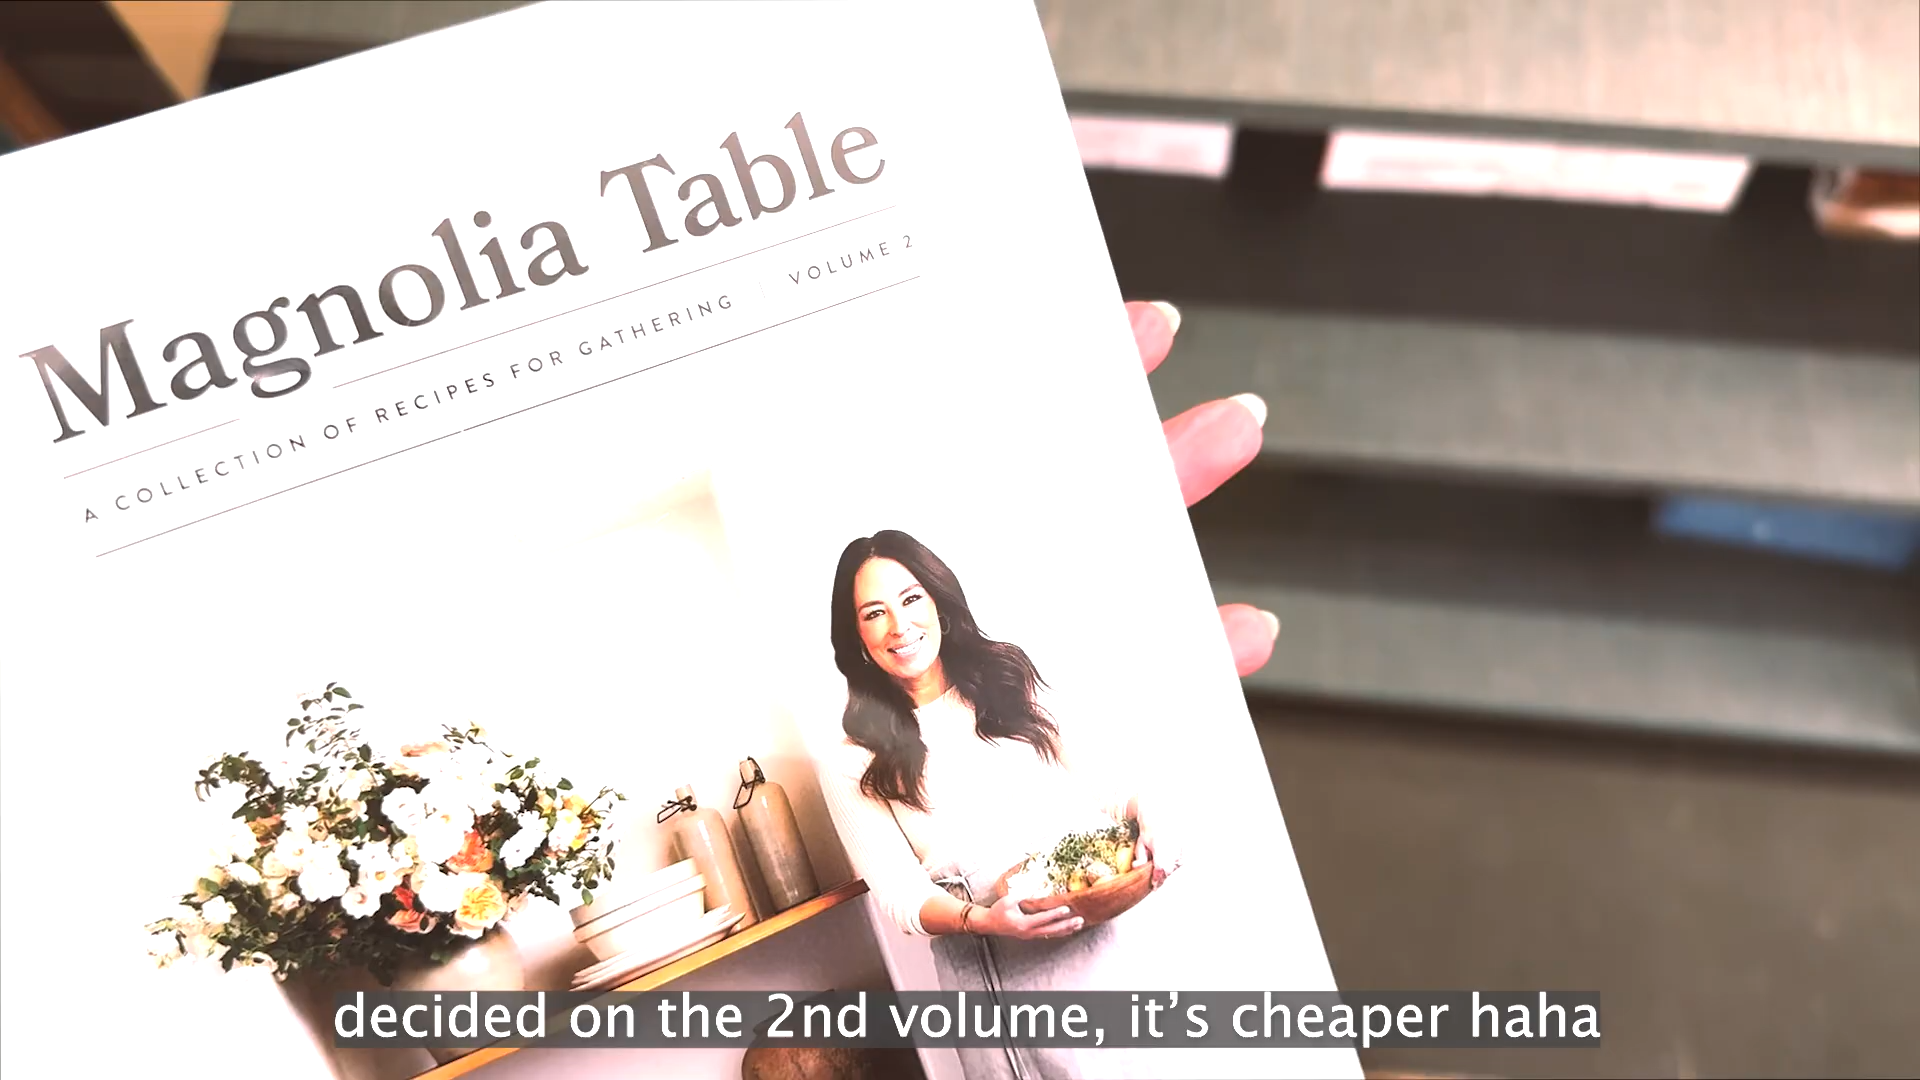 Magnolia Table
A COLLECTION OF RECIPES FOR GATHERING | VOLUME 2
decided on the 2nd volume, it's cheaper haha